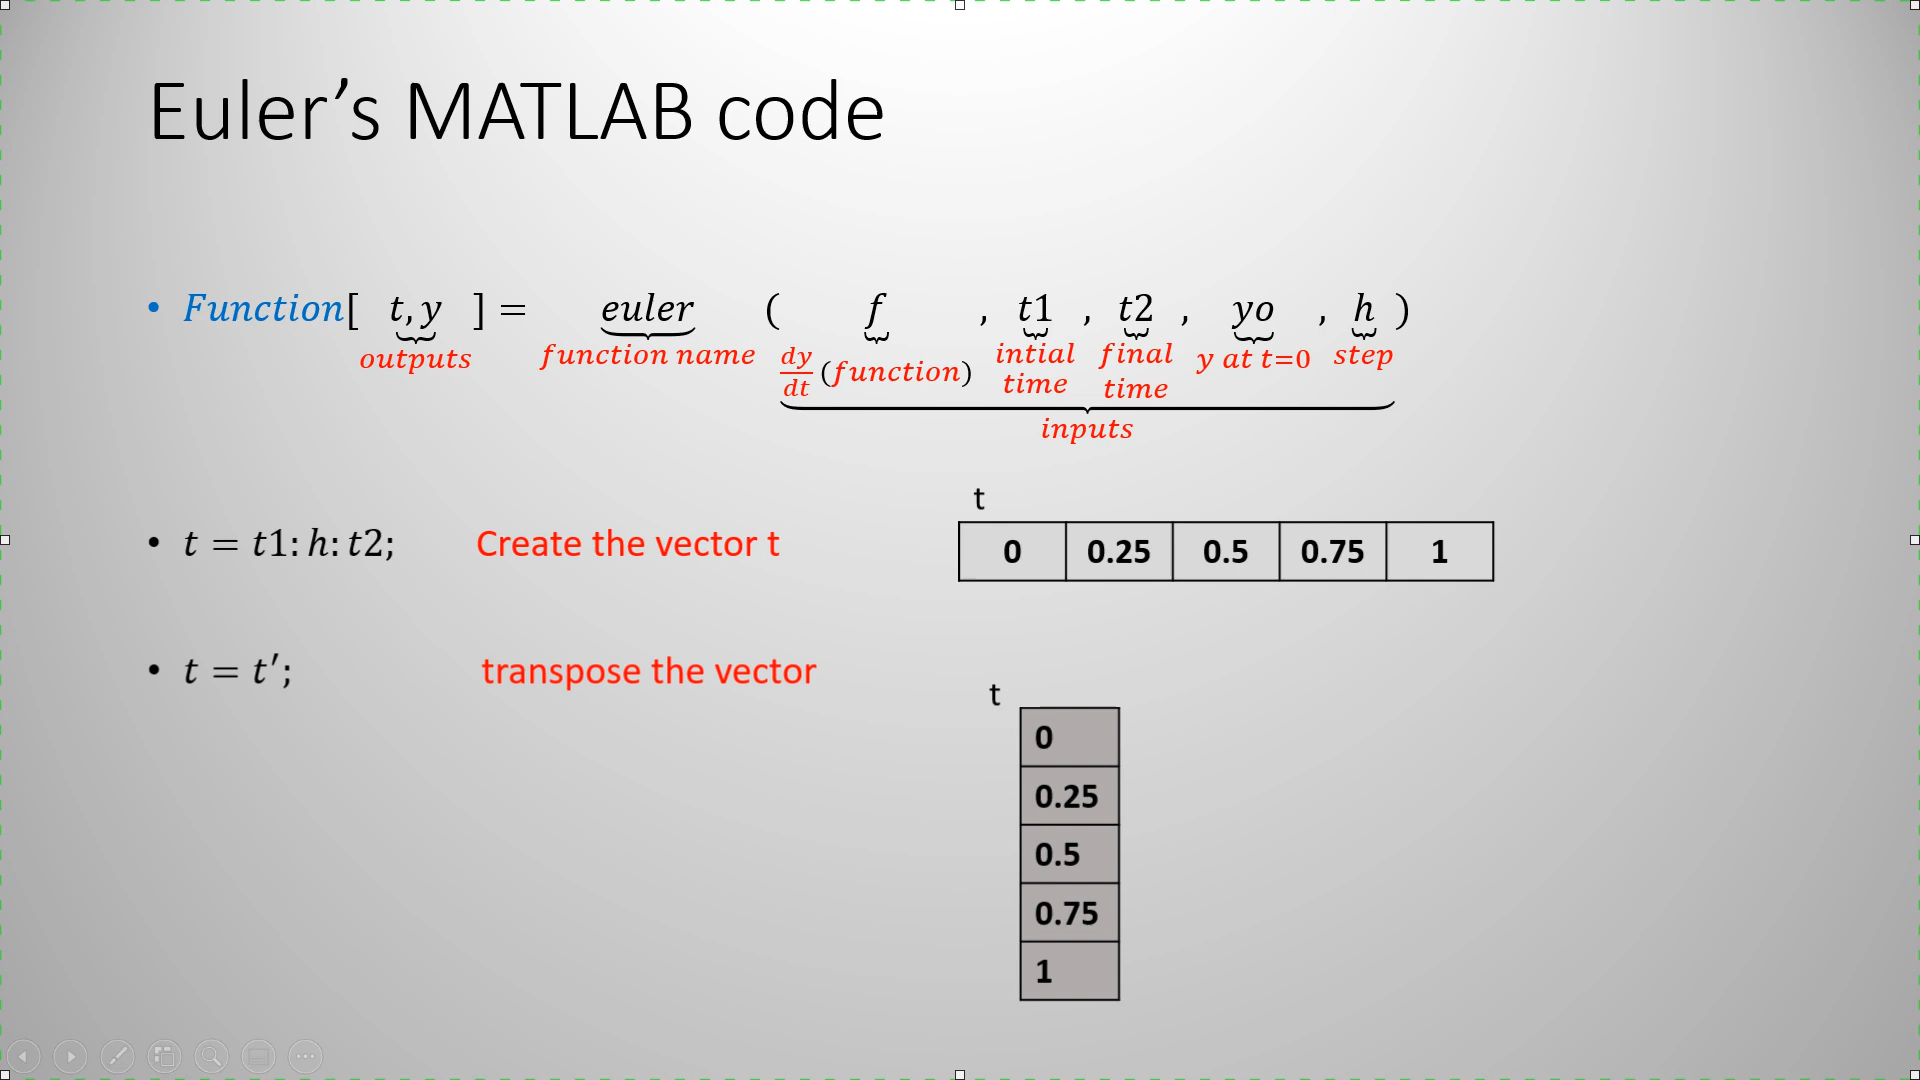 Euler’s MATLAB code
• Function[ t,y ] = euler ( f , t1 , t2 , yo , h )
outputs function name dy/dt (function) intial time final time y at t=0 step
inputs
t
• t = t1: h: t2; Create the vector t
0 0.25 0.5 0.75 1
• t = t′; transpose the vector
t
0
0.25
0.5
0.75
1